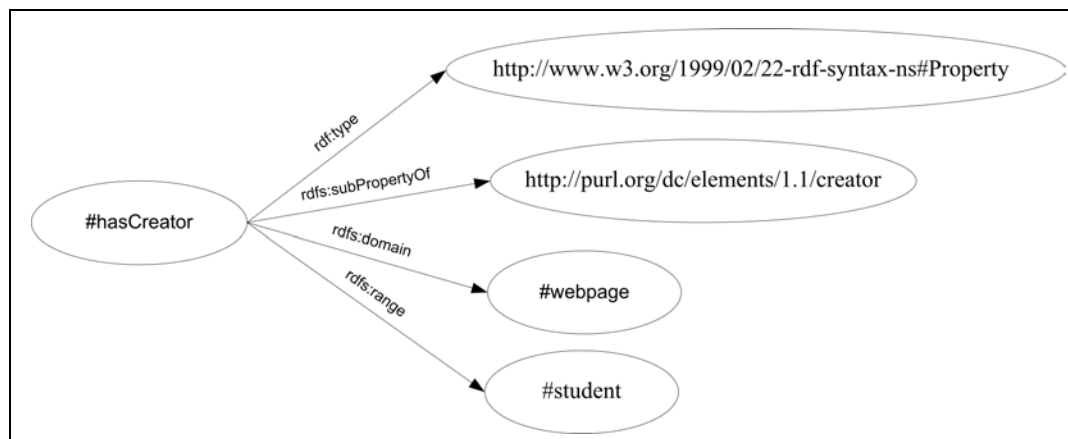 http://www.w3.org/1999/02/22-rdf-syntax-ns#Property
rdf:type
rdfs:subPropertyOf
http://purl.org/dc/elements/1.1/creator
#hasCreator
rdfs:domain
#webpage
rdfs:range
#student